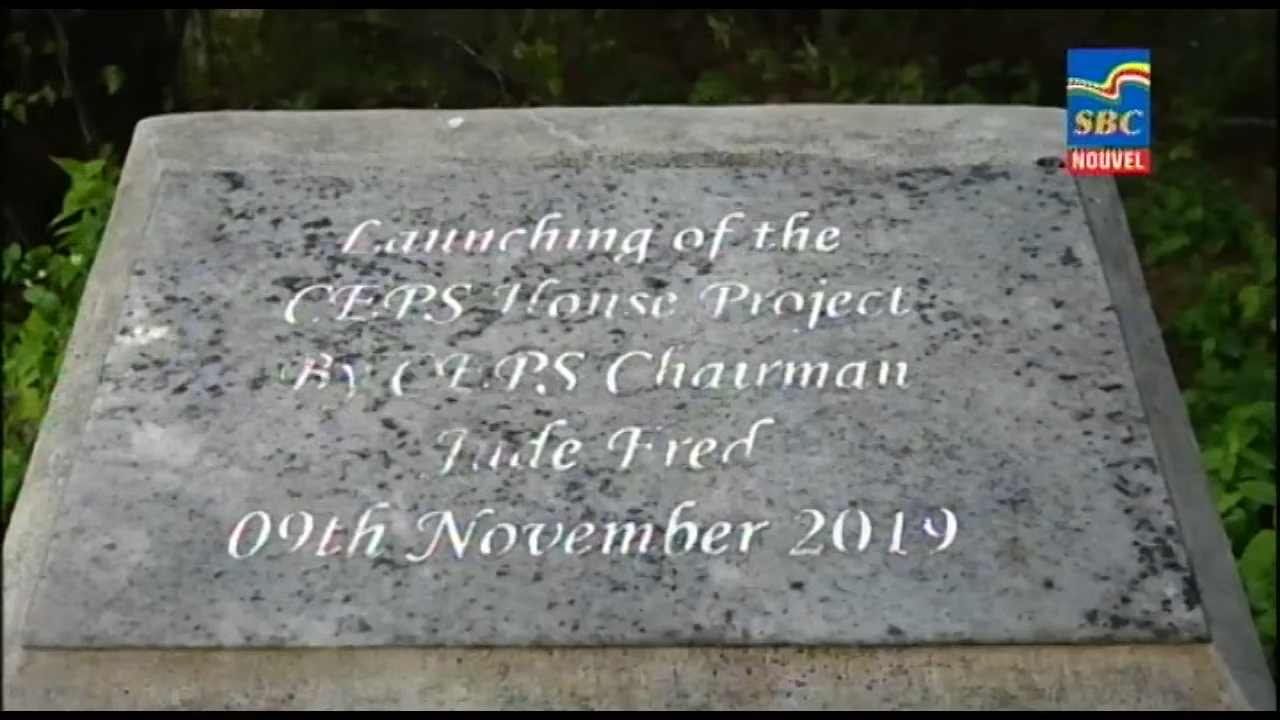 SBC
NOUVEL
Launching of the
CEPS House Project
By CEPS Chairman
Jude Fred
09th November 2019